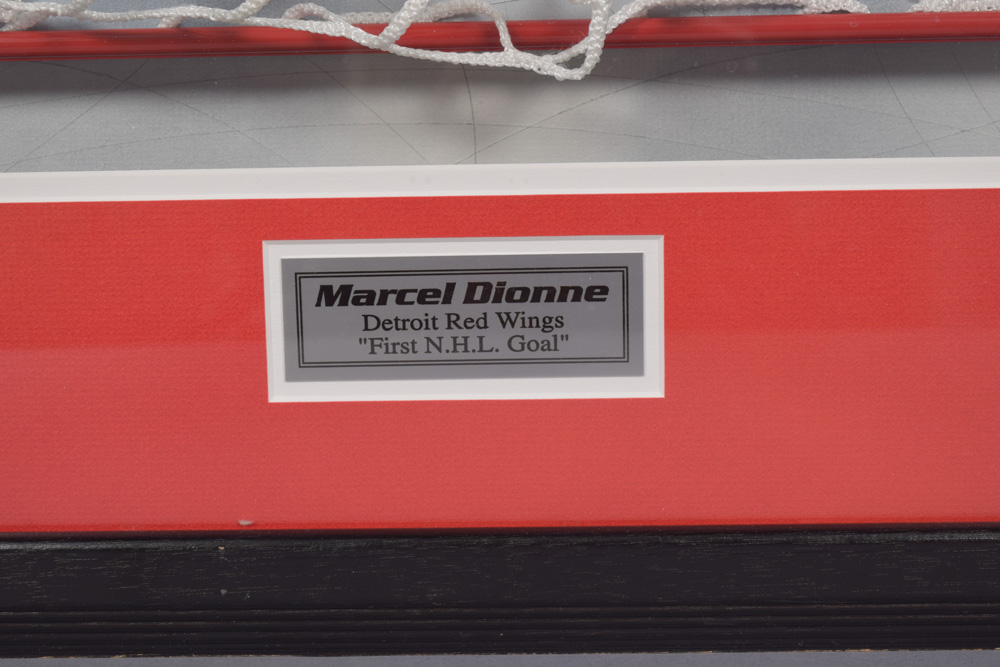 Marcel Dionne
Detroit Red Wings
"First N.H.L. Goal"